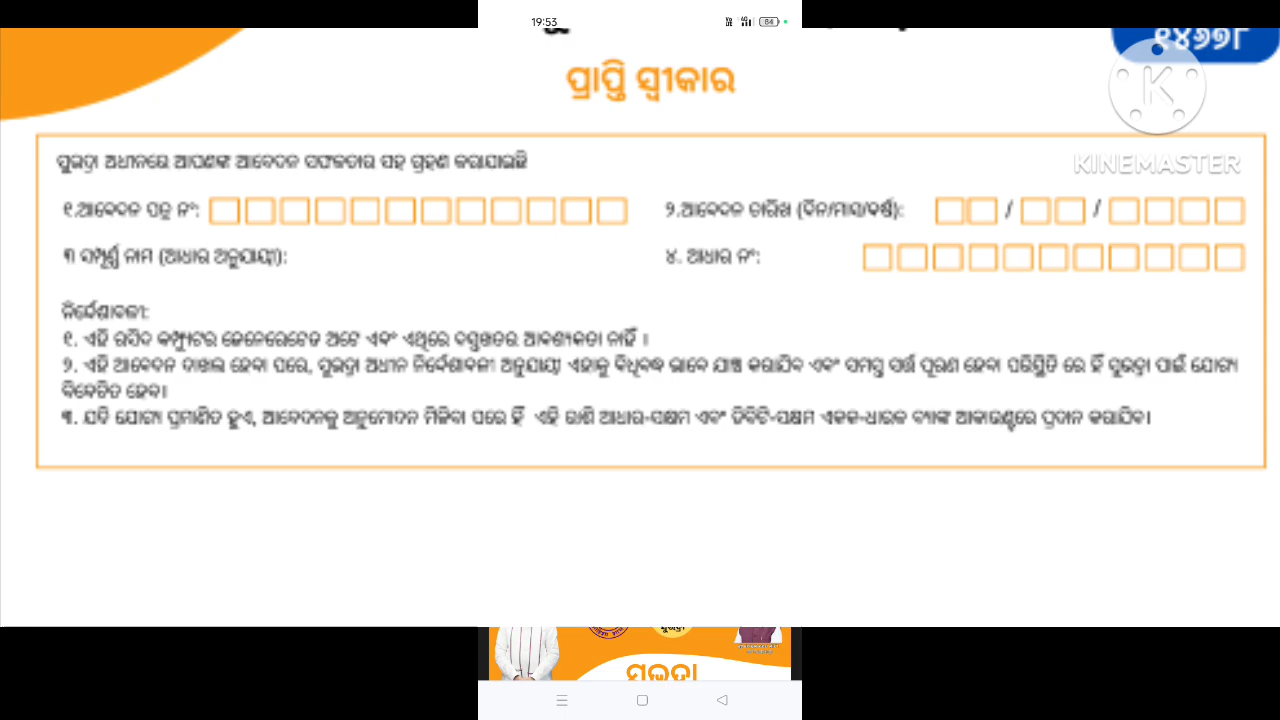 19:53
84
୧୪୬୭୮
ପ୍ରାପ୍ତି ସ୍ୱୀକାର
KINEMASTER
ସୁଭଦ୍ରା ଅଧୀନରେ ଆପଣଙ୍କ ଆବେଦନ ସଫଳତାର ସହ ଗ୍ରହଣ କରାଯାଇଛି
୧.ଆବେଦନ ପତ୍ର ନଂ:
୨.ଆବେଦନ ତାରିଖ (ଦିନ/ମାସ/ବର୍ଷ): / /
୩ ସମ୍ପୂର୍ଣ୍ଣ ନାମ (ଆଧାର ଅନୁଯାୟୀ):
୪. ଆଧାର ନଂ:
ନିର୍ଦ୍ଦେଶାବଳୀ:
୧. ଏହି ରସିଦ କମ୍ପ୍ୟୁଟର ଜେନେରେଟେଡ ଅଟେ ଏବଂ ଏଥିରେ ଦସ୍ତଖତର ଆବଶ୍ୟକତା ନାହିଁ ।
୨. ଏହି ଆବେଦନ ଦାଖଲ ହେବା ପରେ, ସୁଭଦ୍ରା ଅଧୀନ ନିର୍ଦ୍ଦେଶାବଳୀ ଅନୁଯାୟୀ ଏହାକୁ ବିଧିବଦ୍ଧ ଭାବେ ଯାଞ୍ଚ କରାଯିବ ଏବଂ ସମସ୍ତ ସର୍ତ୍ତ ପୂରଣ ହେବା ପରିସ୍ଥିତି ରେ ହିଁ ସୁଭଦ୍ରା ପାଇଁ ଯୋଗ୍ୟ
ବିବେଚିତ ହେବ।
୩. ଯଦି ଯୋଗ୍ୟ ପ୍ରମାଣିତ ହୁଏ, ଆବେଦନକୁ ଅନୁମୋଦନ ମିଳିବା ପରେ ହିଁ ଏହି ରାଶି ଆଧାର-ସକ୍ଷମ ଏବଂ ଡିବିଟି-ସକ୍ଷମ ଏକକ-ଧାରକ ବ୍ୟାଙ୍କ ଆକାଉଣ୍ଟରେ ପ୍ରଦାନ କରାଯିବ।
ସୁଭଦ୍ରା
ସୁଭଦ୍ରା